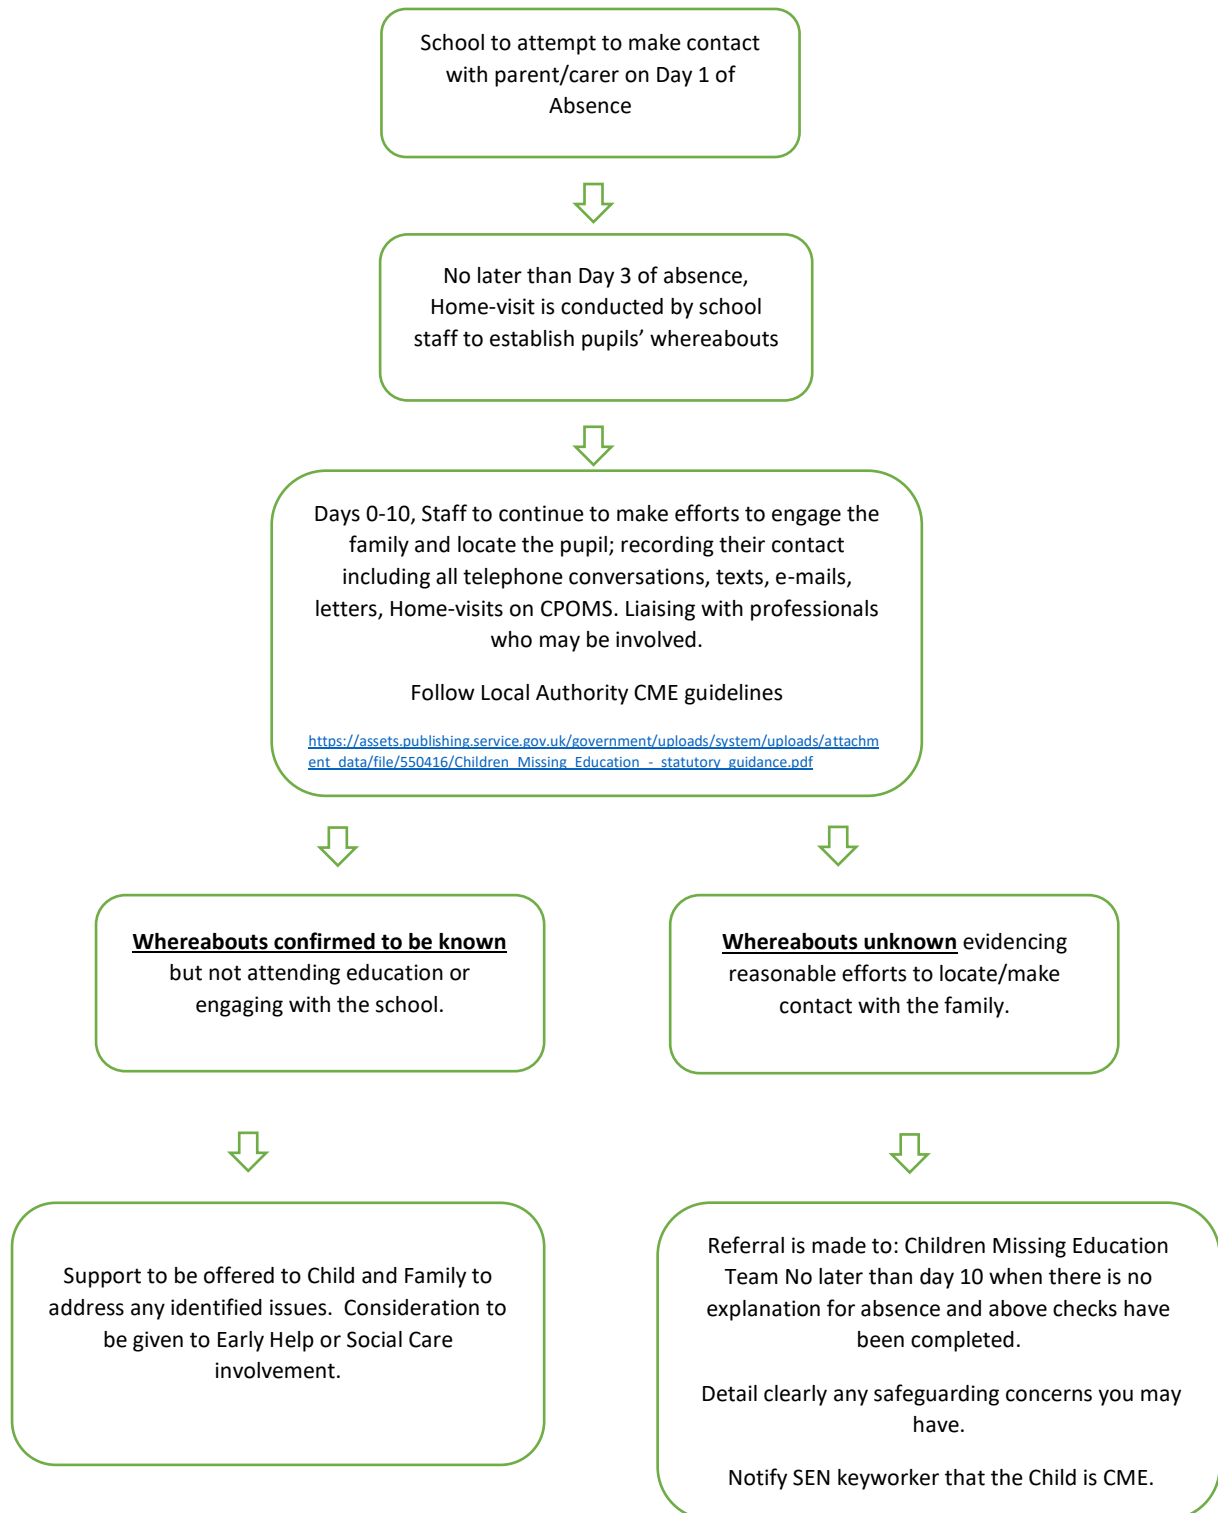 School to attempt to make contact
with parent/carer on Day 1 of
Absence
No later than Day 3 of absence,
Home-visit is conducted by school
staff to establish pupils’ whereabouts
Days 0-10, Staff to continue to make efforts to engage the
family and locate the pupil; recording their contact
including all telephone conversations, texts, e-mails,
letters, Home-visits on CPOMS. Liaising with professionals
who may be involved.
Follow Local Authority CME guidelines
https://assets.publishing.service.gov.uk/government/uploads/system/uploads/attachm
ent_data/file/550416/Children_Missing_Education_-_statutory_guidance.pdf
Whereabouts confirmed to be known
but not attending education or
engaging with the school.
Whereabouts unknown evidencing
reasonable efforts to locate/make
contact with the family.
Support to be offered to Child and Family to
address any identified issues.  Consideration to
be given to Early Help or Social Care
involvement.
Referral is made to: Children Missing Education
Team No later than day 10 when there is no
explanation for absence and above checks have
been completed.
Detail clearly any safeguarding concerns you may
have.
Notify SEN keyworker that the Child is CME.